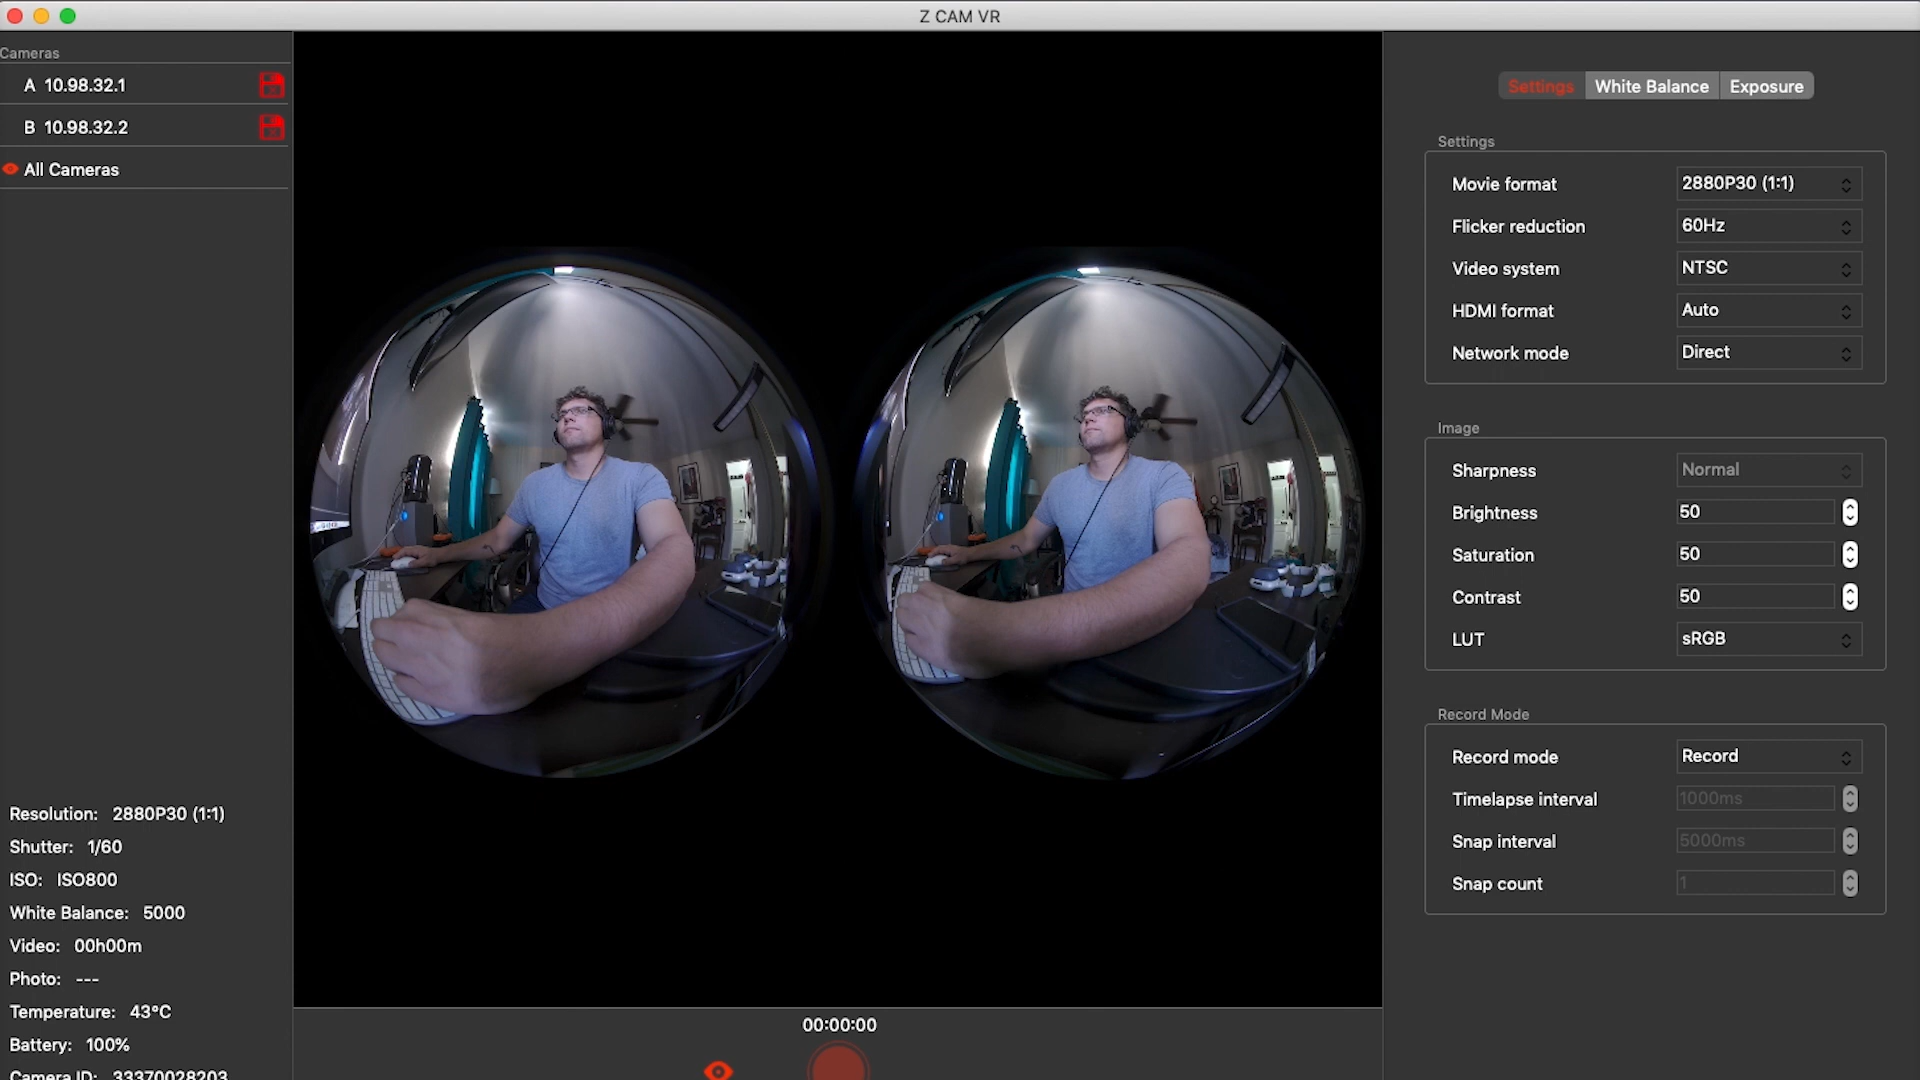 Z CAM VR
Cameras
A 10.98.32.1
B 10.98.32.2
All Cameras
Resolution: 2880P30 (1:1)
Shutter: 1/60
ISO: ISO800
White Balance: 5000
Video: 00h00m
Photo: ---
Temperature: 43°C
Battery: 100%
Camera ID: 33370028203
00:00:00
Settings White Balance Exposure
Settings
Movie format 2880P30 (1:1)
Flicker reduction 60Hz
Video system NTSC
HDMI format Auto
Network mode Direct
Image
Sharpness Normal
Brightness 50
Saturation 50
Contrast 50
LUT sRGB
Record Mode
Record mode Record
Timelapse interval 1000ms
Snap interval 5000ms
Snap count 1